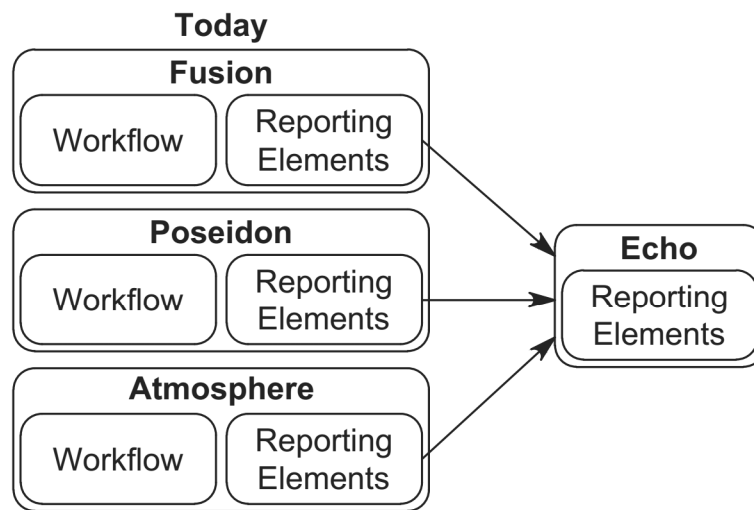 Today
Fusion
Workflow
Reporting
Elements
Poseidon
Workflow
Reporting
Elements
Atmosphere
Workflow
Reporting
Elements
Echo
Reporting
Elements